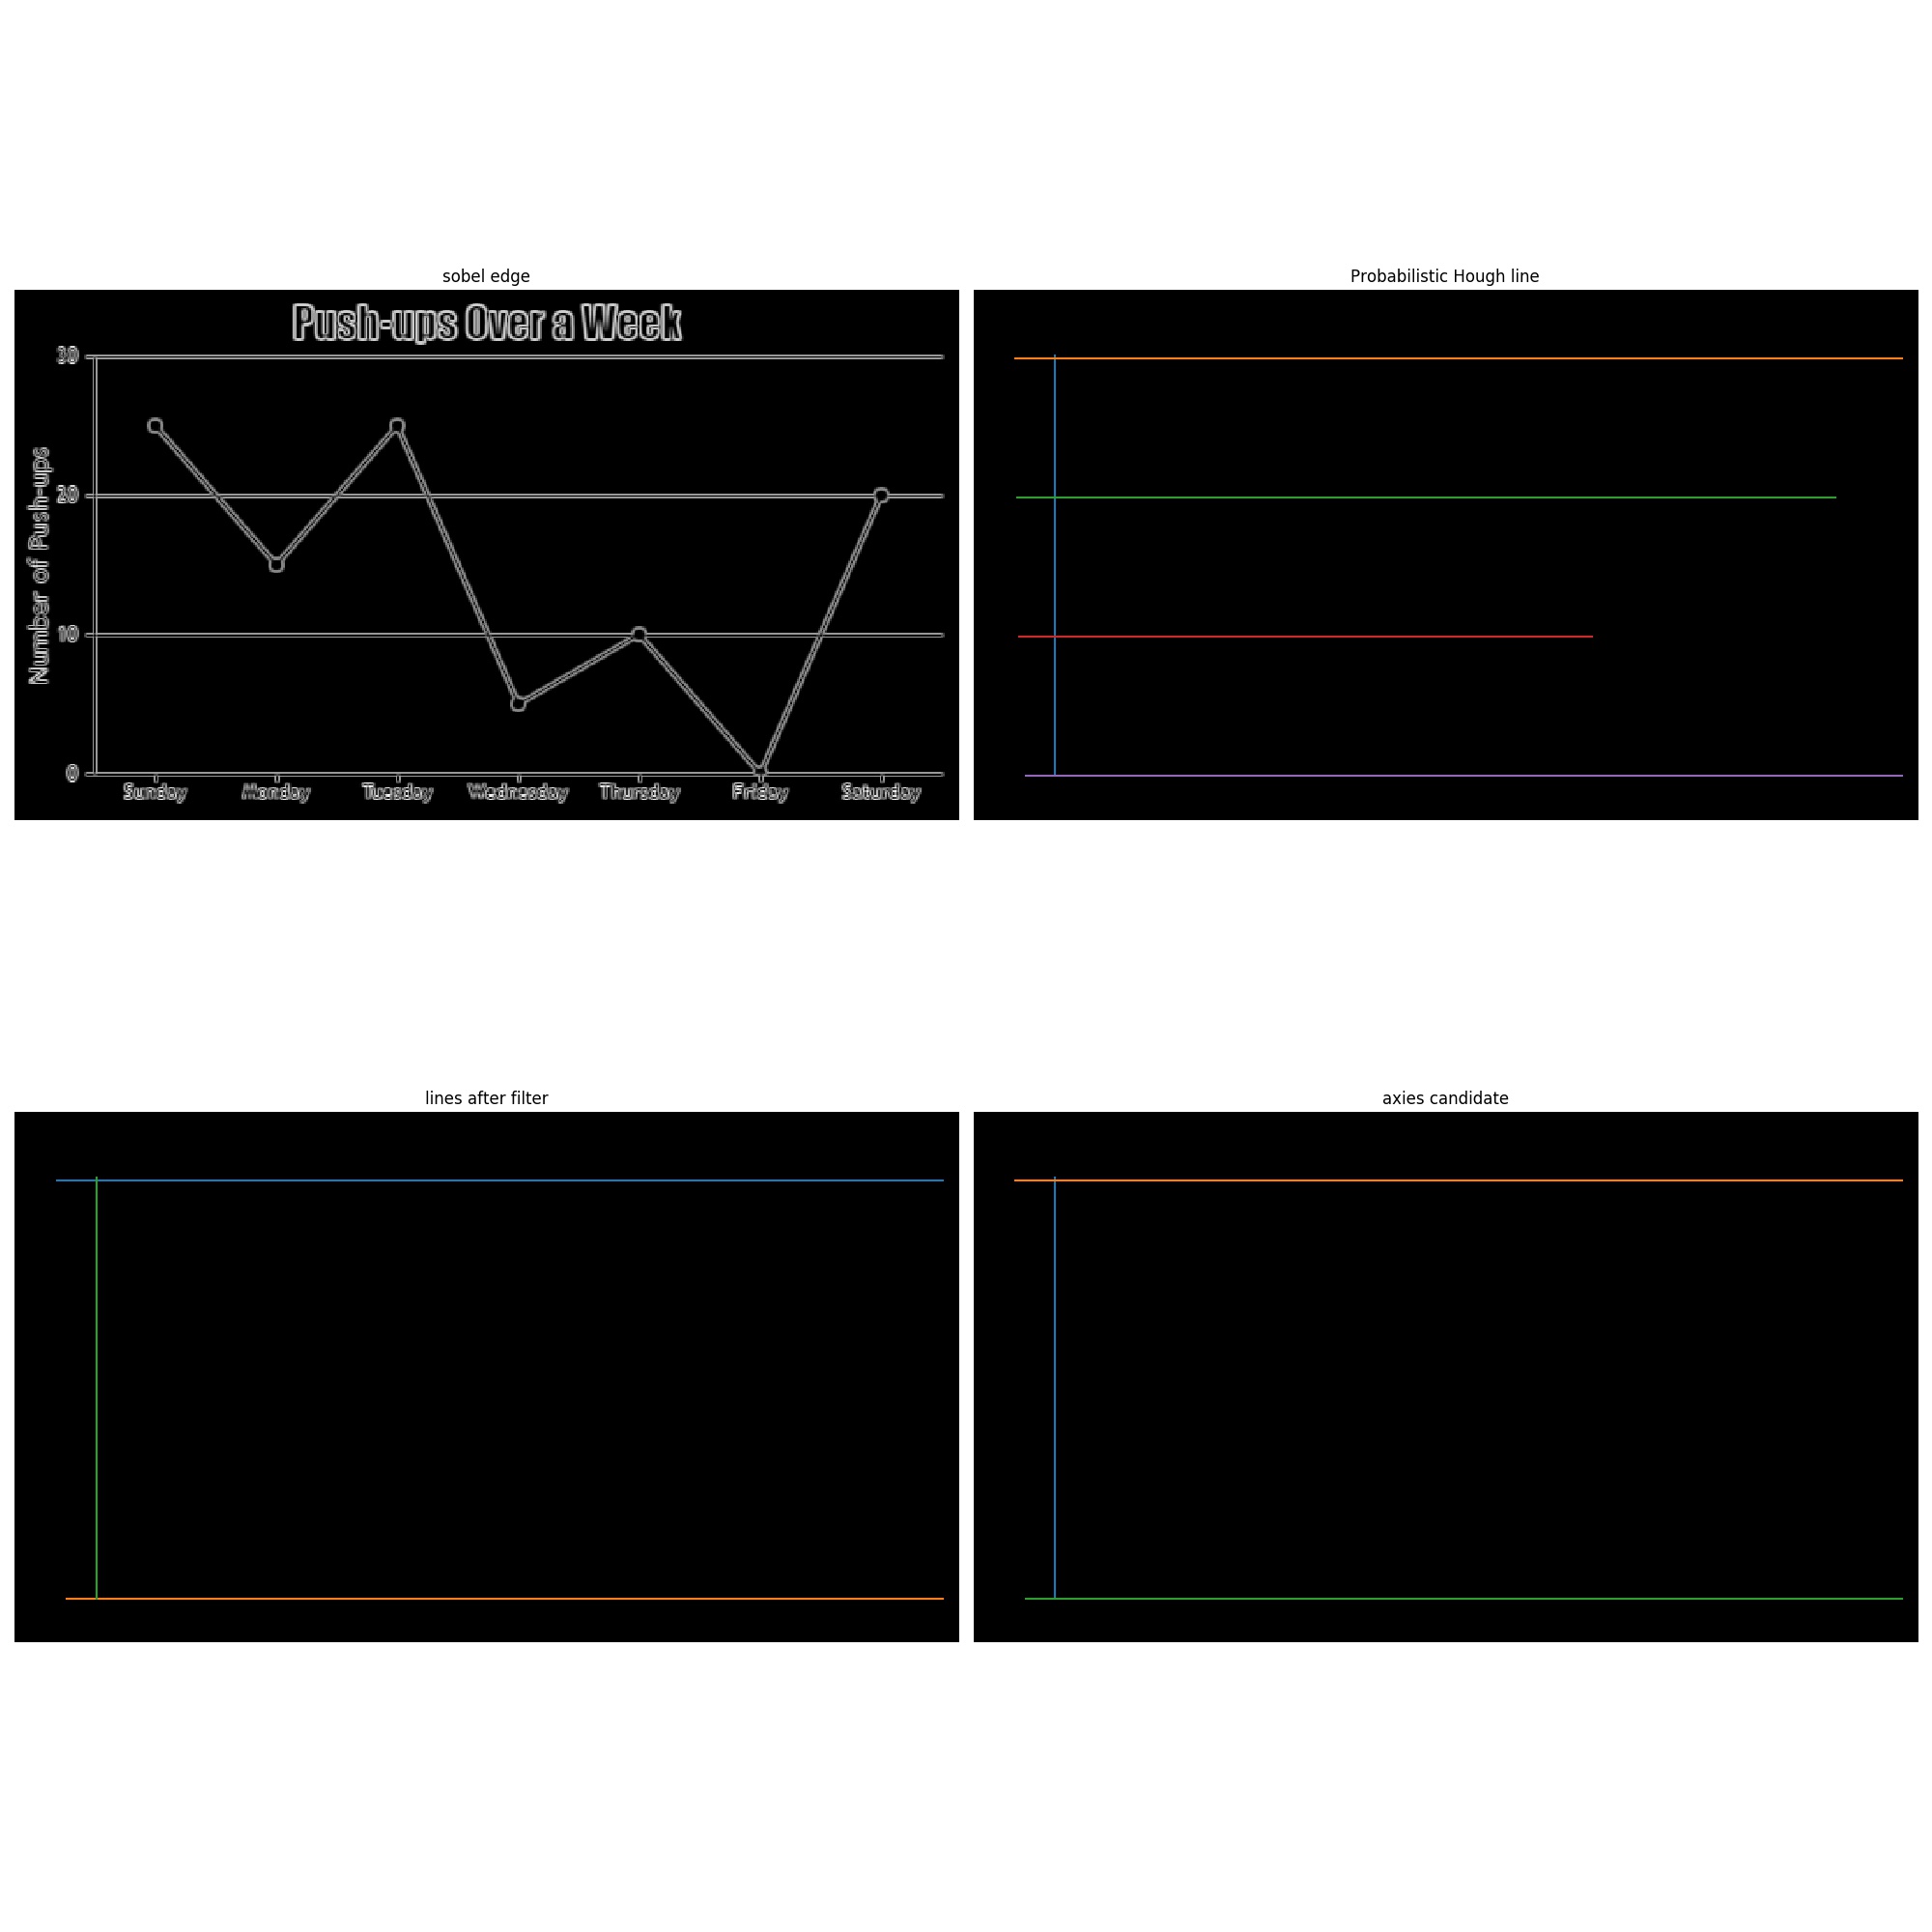 sobel edge
Push-ups Over a Week
30
20
10
0
Number of Push-ups
Sunday Monday Tuesday Wednesday Thursday Friday Saturday
Probabilistic Hough line
lines after filter
axies candidate